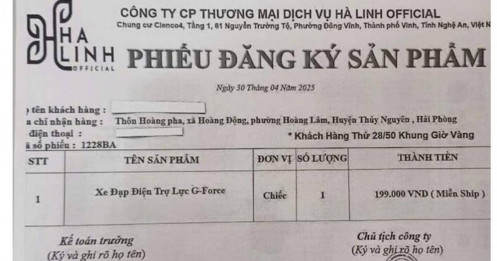 HA
LINH
OFFICIAL
CÔNG TY CP THƯƠNG MẠI DỊCH VỤ HÀ LINH OFFICIAL
Chung cư Cienco4, Tầng 1, 61 Nguyễn Trường Tộ, Phường Đông Vĩnh, Thành phố Vinh, Tỉnh Nghệ An, Việt N
PHIẾU ĐĂNG KÝ SẢN PHẨM
Ngày 30 Tháng 04 Năm 2025
ọ tên khách hàng :
a chỉ nhận hàng : Thôn Hoàng pha, xã Hoàng Động, phường Hoàng Lâm, Huyện Thủy Nguyên, Hải Phòng
điện thoại :
* Khách Hàng Thứ 28/50 Khung Giờ Vàng
ã số phiếu : 1228BA
STT TÊN SẢN PHẨM ĐƠN VỊ SỐ LƯỢNG THÀNH TIỀN
1 Xe Đạp Điện Trợ Lực G-Force Chiếc 1 199.000 VND ( Miễn Ship )
Kế toán trưởng Chủ tịch công ty
(Ký và ghi rõ họ tên) (Ký và ghi rõ họ tên)